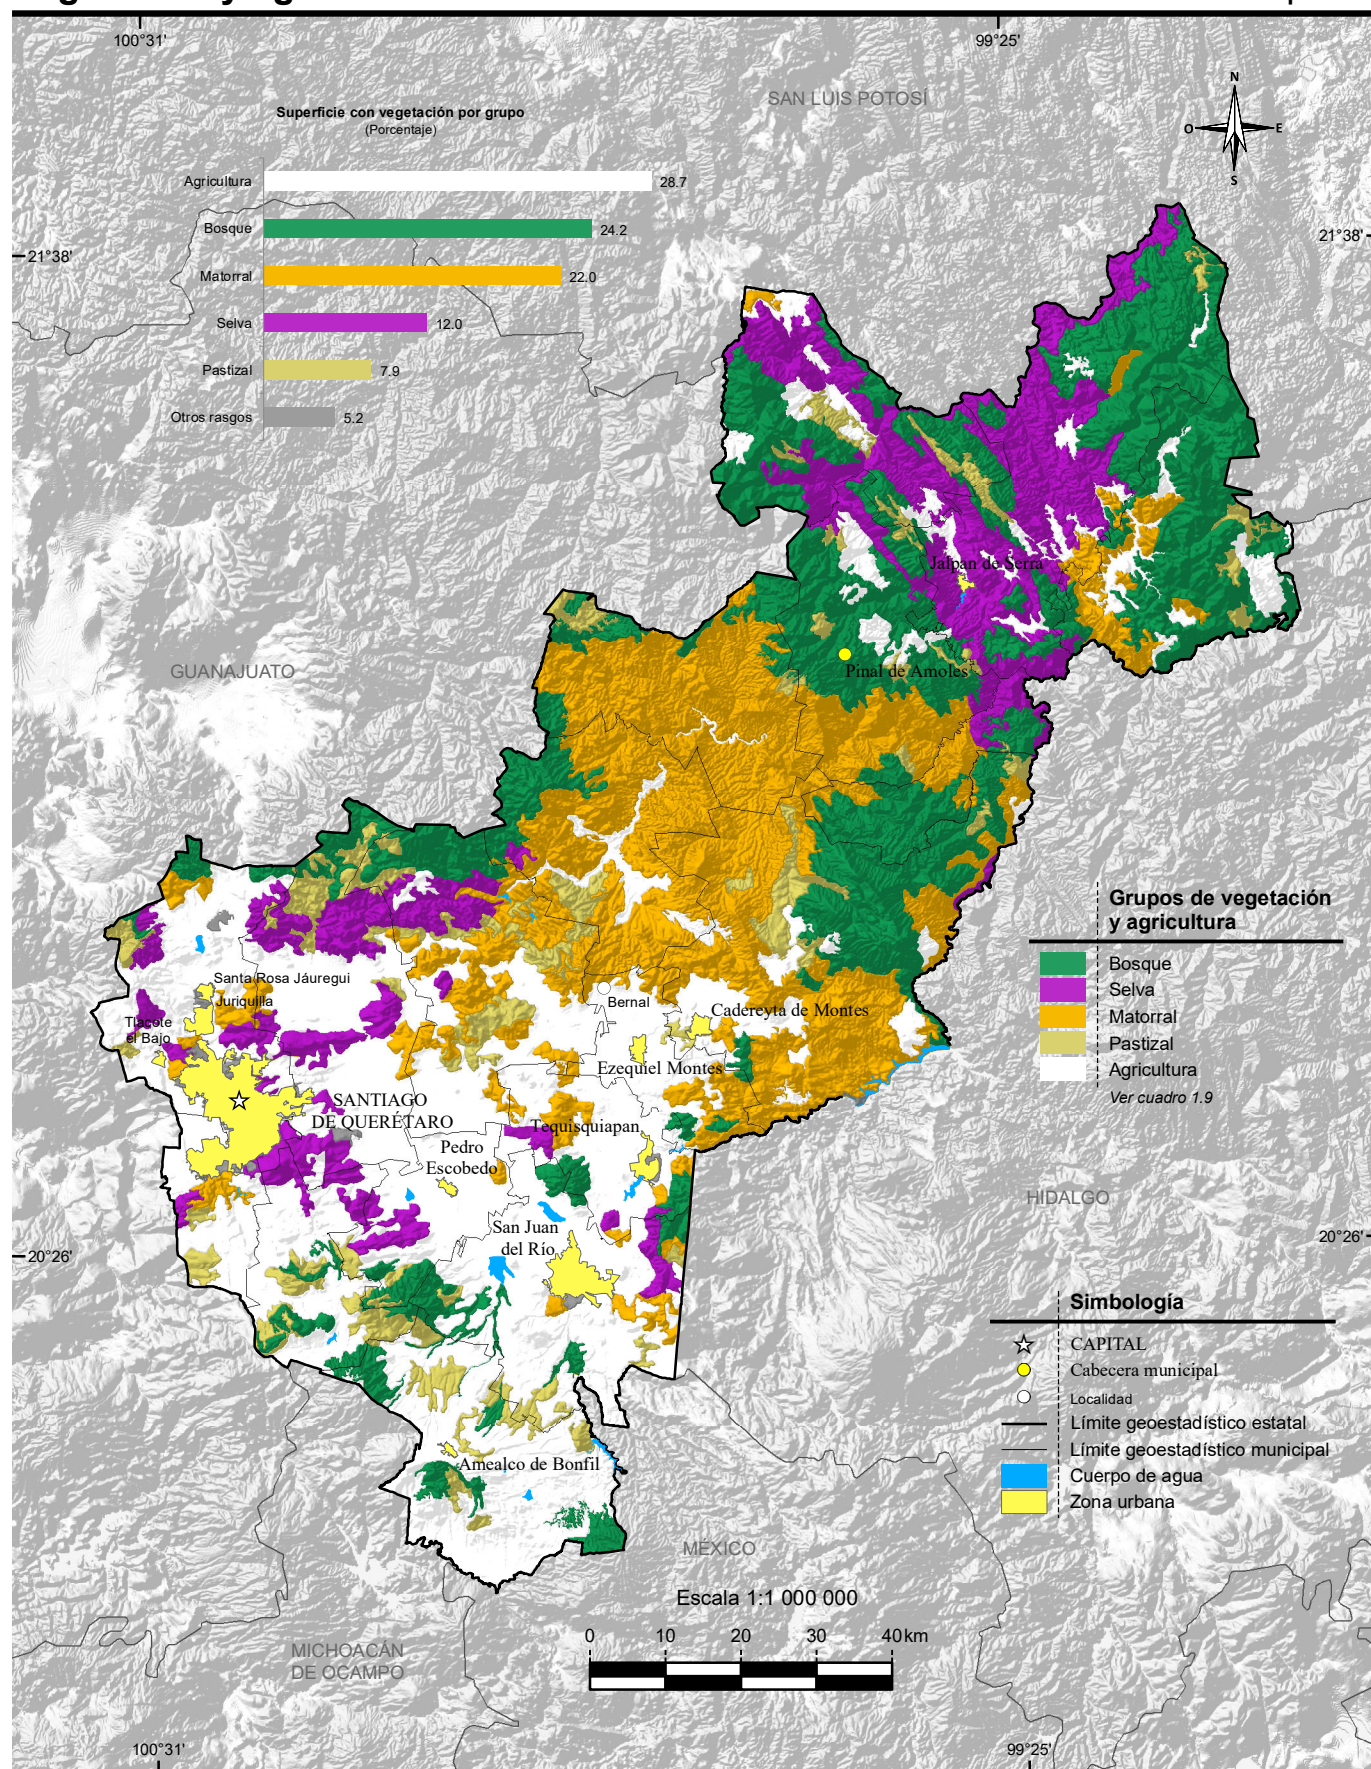 100°31'
99°25'
SAN LUIS POTOSÍ
N
O
E
S
Superficie con vegetación por grupo
(Porcentaje)
Agricultura
28.7
Bosque
24.2
Matorral
22.0
Selva
12.0
Pastizal
7.9
Otros rasgos
5.2
21°38'
21°38'
Jalpan de Serra
GUANAJUATO
Pinal de Amoles
Grupos de vegetación
y agricultura
Bosque
Selva
Matorral
Pastizal
Agricultura
Ver cuadro 1.9
Santa Rosa Jáuregui
Juriquilla
Tlacote
el Bajo
Bernal
Cadereyta de Montes
Ezequiel Montes
SANTIAGO
DE QUERÉTARO
Tequisquiapan
Pedro
Escobedo
HIDALGO
San Juan
del Río
20°26'
20°26'
Simbología
CAPITAL
Cabecera municipal
Localidad
Límite geoestadístico estatal
Límite geoestadístico municipal
Cuerpo de agua
Zona urbana
Amealco de Bonfil
MÉXICO
Escala 1:1 000 000
0 10 20 30 40 km
MICHOACÁN
DE OCAMPO
100°31'
99°25'